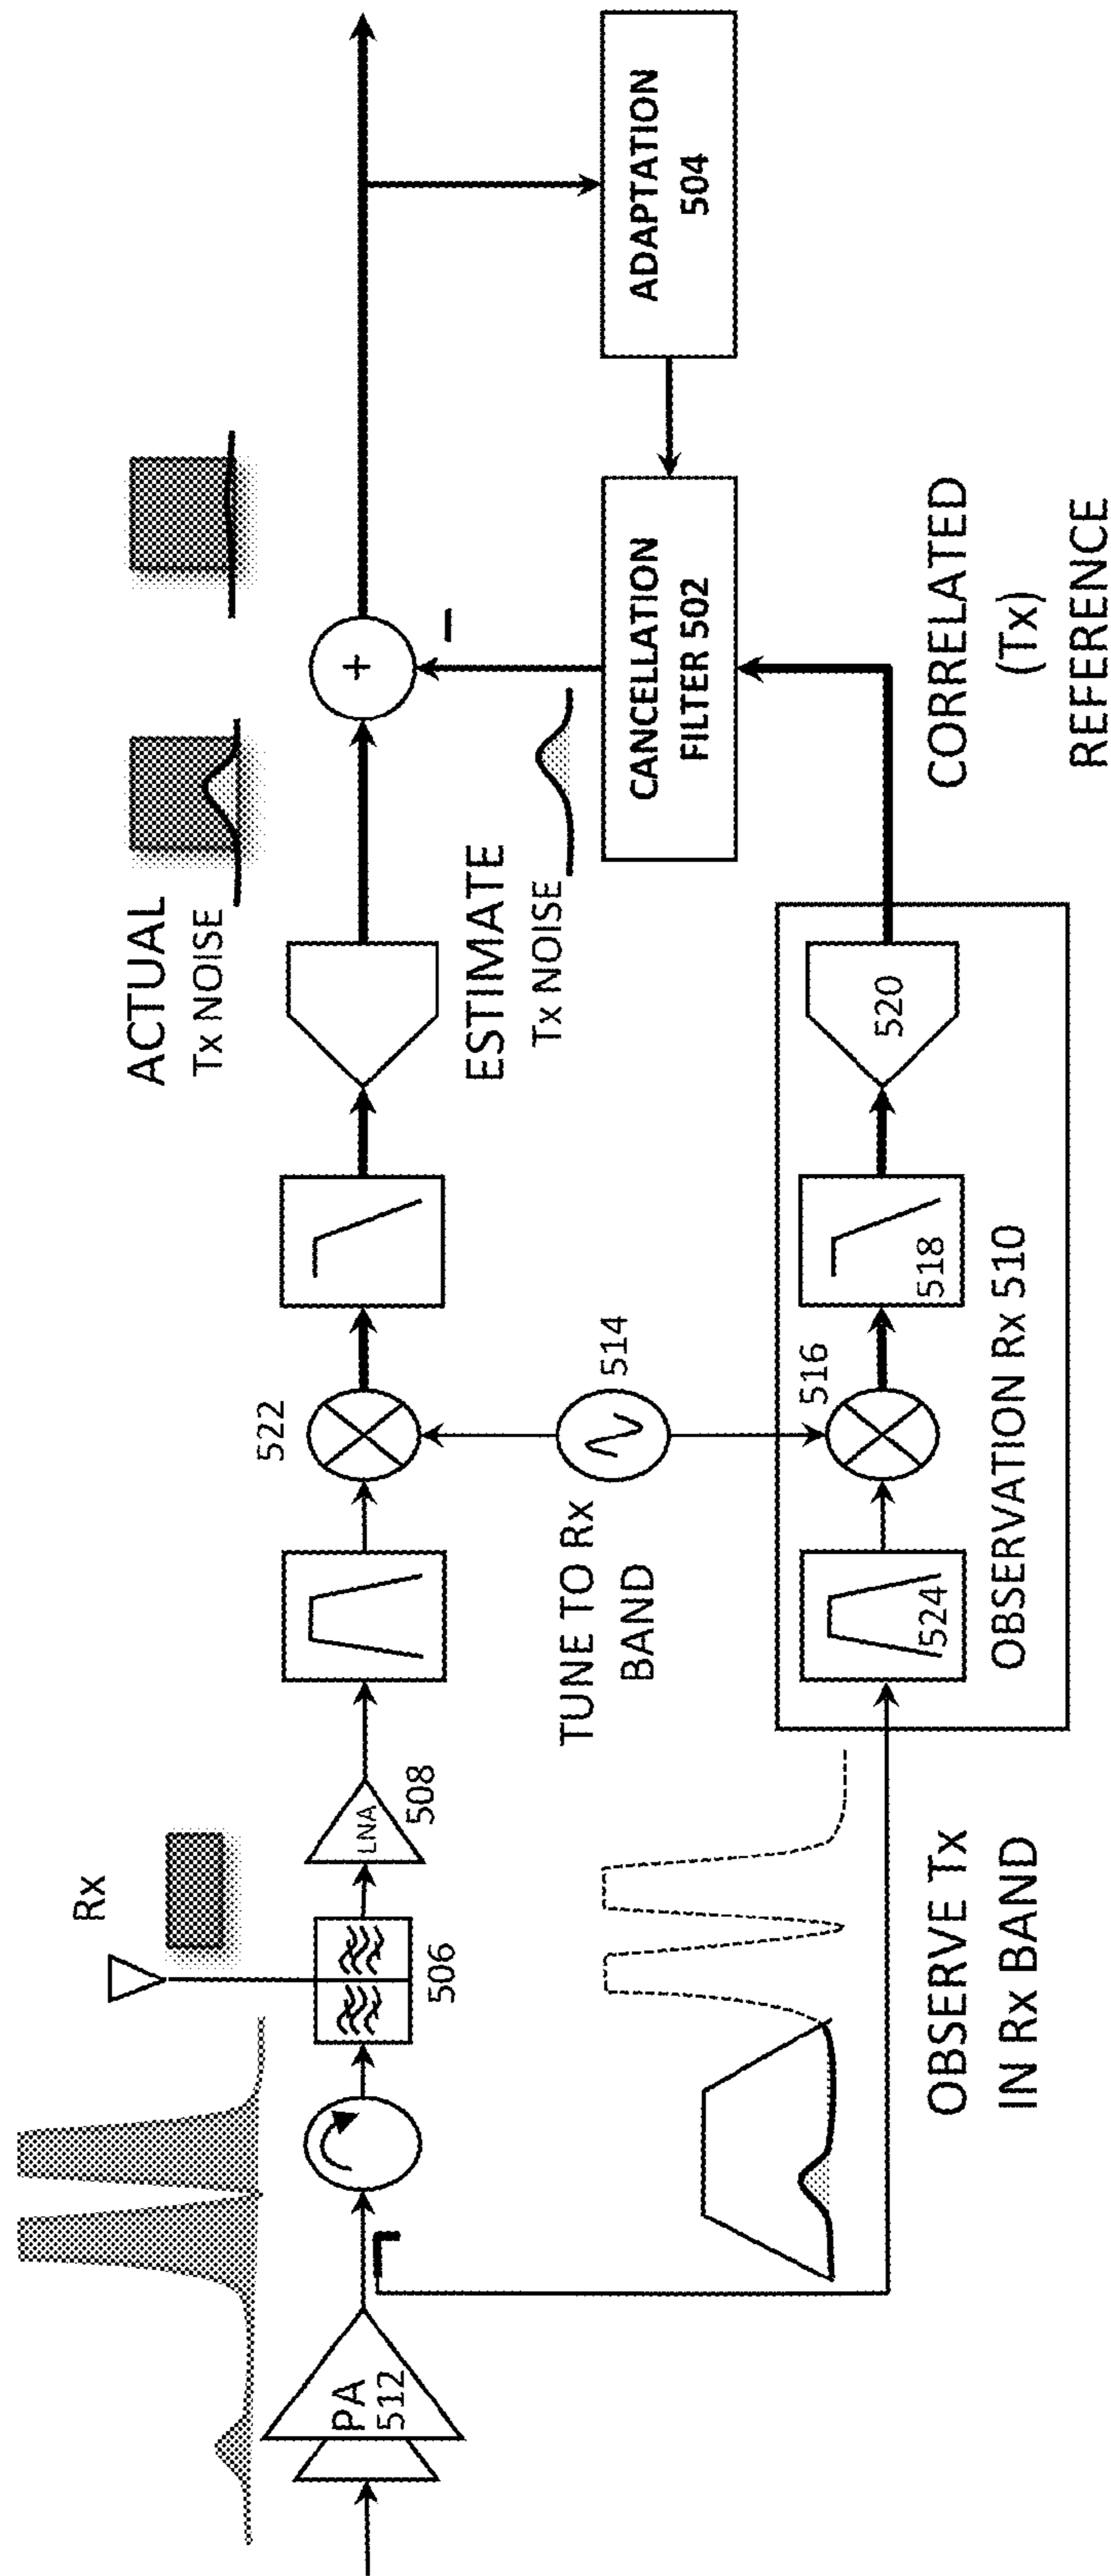 Rx
PA
512
506
LNA
508
522
ACTUAL
Tx NOISE
+
TUNE TO Rx
BAND
514
ESTIMATE
Tx NOISE
−
CANCELLATION
FILTER 502
ADAPTATION
504
OBSERVE Tx
IN Rx BAND
524
516
518
520
OBSERVATION Rx 510
CORRELATED
(Tx)
REFERENCE